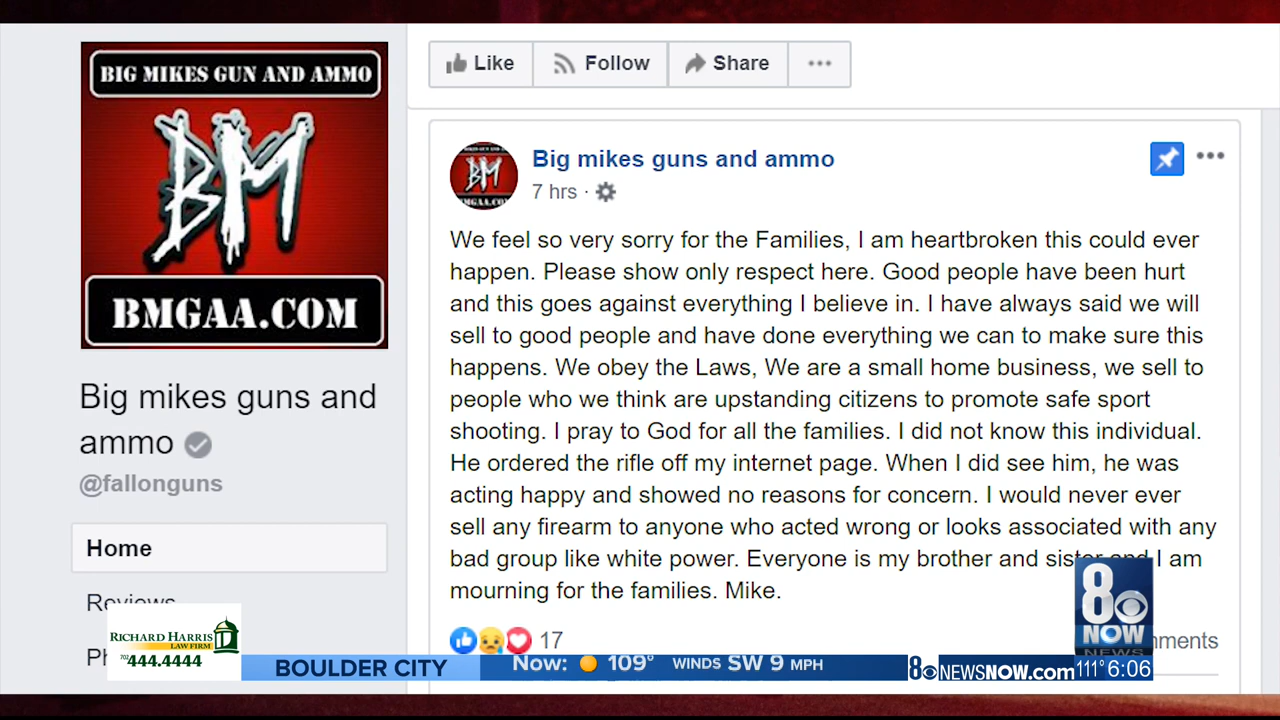 BIG MIKES GUN AND AMMO
BM
BMGAA.COM
Big mikes guns and
ammo
@fallonguns
Home
Reviews
Like
Follow
Share
BM
Big mikes guns and ammo
7 hrs ·
We feel so very sorry for the Families, I am heartbroken this could ever
happen. Please show only respect here. Good people have been hurt
and this goes against everything I believe in. I have always said we will
sell to good people and have done everything we can to make sure this
happens. We obey the Laws, We are a small home business, we sell to
people who we think are upstanding citizens to promote safe sport
shooting. I pray to God for all the families. I did not know this individual.
He ordered the rifle off my internet page. When I did see him, he was
acting happy and showed no reasons for concern. I would never ever
sell any firearm to anyone who acted wrong or looks associated with any
bad group like white power. Everyone is my brother and sister and I am
mourning for the families. Mike.
17
8
NOW
NEWS
RICHARD HARRIS
LAW FIRM
702 444.4444
BOULDER CITY
Now: 109° WINDS SW 9 MPH
8 NEWSNOW.com
111° 6:06